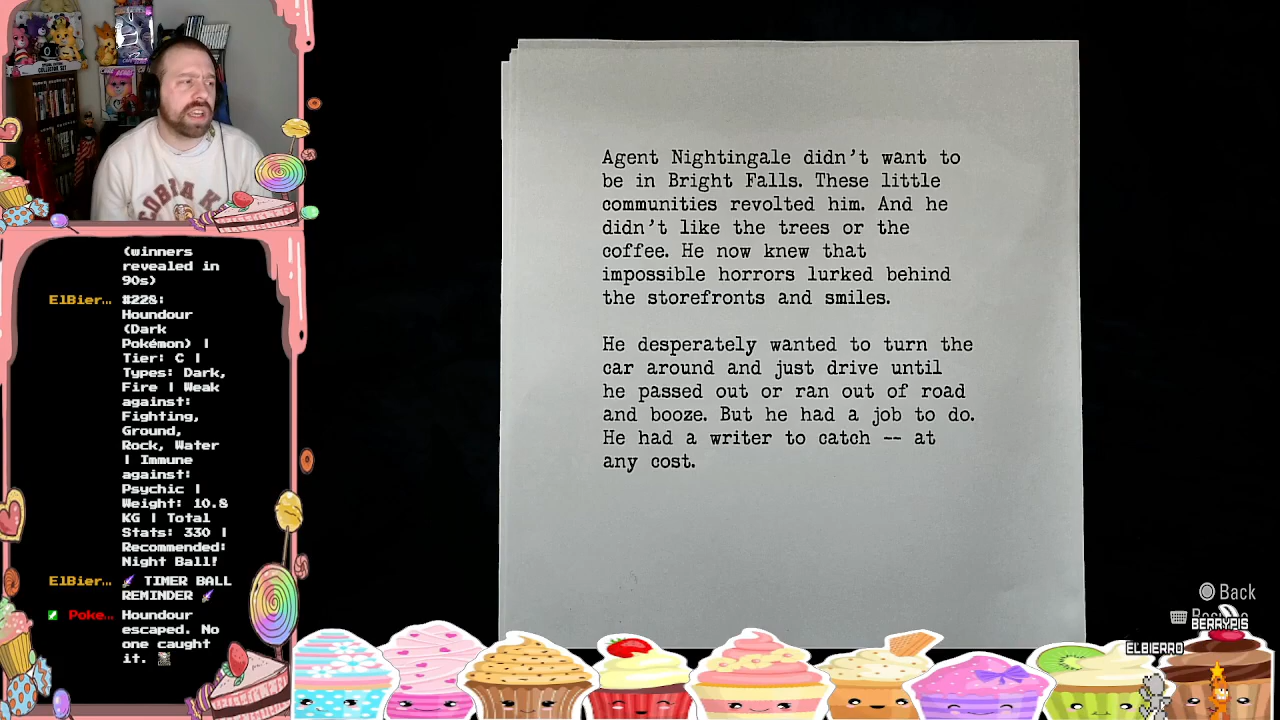 (winners
revealed in
90s)
ElBier... #228:
Houndour
(Dark
Pokémon) |
Tier: C |
Types: Dark,
Fire | Weak
against:
Fighting,
Ground,
Rock, Water
| Immune
against:
Psychic |
Weight: 10.8
KG | Total
Stats: 330 |
Recommended:
Night Ball!
ElBier... TIMER BALL
REMINDER
Poke... Houndour
escaped. No
one caught
it.
Agent Nightingale didn't want to
be in Bright Falls. These little
communities revolted him. And he
didn't like the trees or the
coffee. He now knew that
impossible horrors lurked behind
the storefronts and smiles.
He desperately wanted to turn the
car around and just drive until
he passed out or ran out of road
and booze. But he had a job to do.
He had a writer to catch -- at
any cost.
Back
BERRYPIS
ELBIERRO